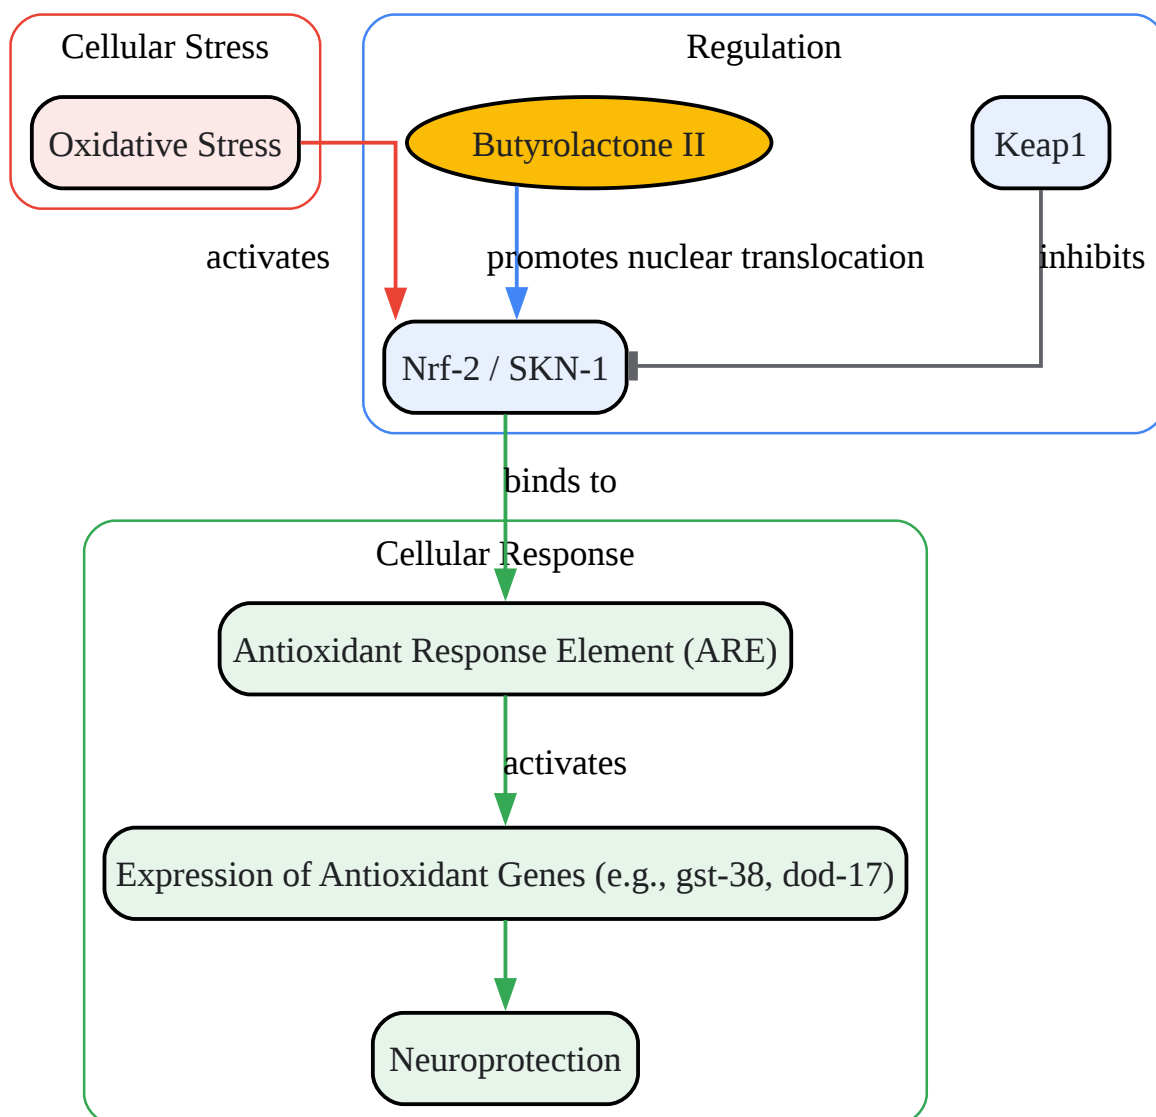 Cellular Stress
Regulation
Oxidative Stress
Butyrolactone II
Keap1
activates
promotes nuclear translocation
inhibits
Nrf-2 / SKN-1
binds to
Cellular Response
Antioxidant Response Element (ARE)
activates
Expression of Antioxidant Genes (e.g., gst-38, dod-17)
Neuroprotection